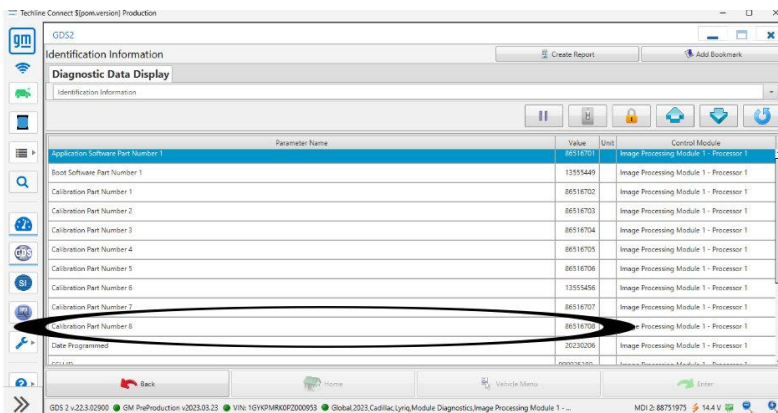 Techline Connect ${pom.version} Production
gm
GDS2
Identification Information
Create Report
Add Bookmark
Diagnostic Data Display
Identification Information
Parameter Name Value Unit Control Module
Application Software Part Number 1 86516701 Image Processing Module 1 - Processor 1
Boot Software Part Number 1 13555449 Image Processing Module 1 - Processor 1
Calibration Part Number 1 86516702 Image Processing Module 1 - Processor 1
Calibration Part Number 2 86516703 Image Processing Module 1 - Processor 1
Calibration Part Number 3 86516704 Image Processing Module 1 - Processor 1
Calibration Part Number 4 86516705 Image Processing Module 1 - Processor 1
Calibration Part Number 5 86516706 Image Processing Module 1 - Processor 1
Calibration Part Number 6 13555456 Image Processing Module 1 - Processor 1
Calibration Part Number 7 86516707 Image Processing Module 1 - Processor 1
Calibration Part Number 8 86516708 Image Processing Module 1 - Processor 1
Date Programmed 20230206 Image Processing Module 1 - Processor 1
GDS
SI
Back
Home
Vehicle Menu
Enter
GDS 2 v.22.3.02900 GM PreProduction v2023.03.23 VIN: 1GYKPMRK0PZ000953 Global,2023,Cadillac,Lyriq,Module Diagnostics,Image Processing Module 1 - ... MDI 2: 88751975 14.4 V